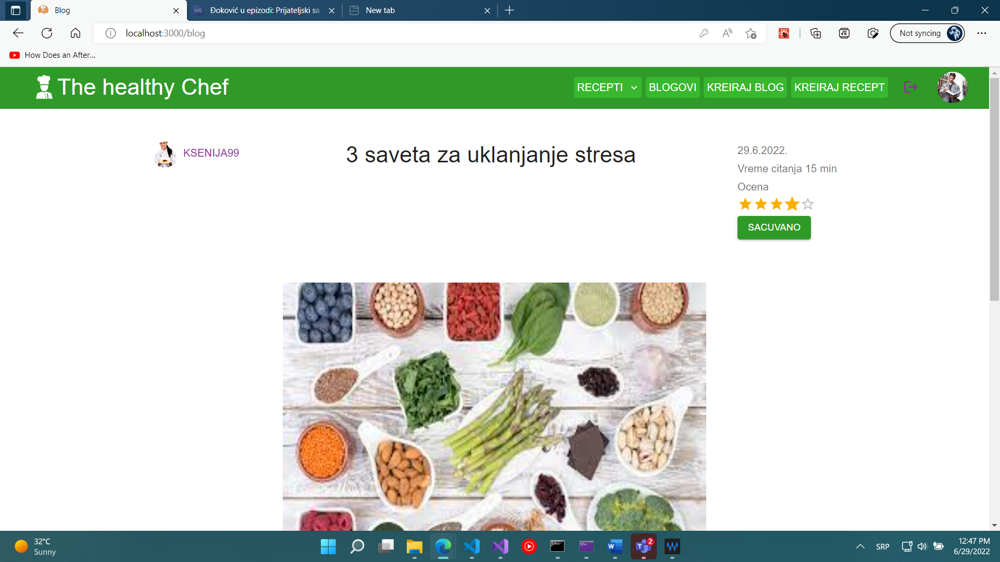 Blog
b92
Đoković u epizodi: Prijateljski sa
New tab
localhost:3000/blog
Not syncing
How Does an After...
The healthy Chef
RECEPTI
BLOGOVI
KREIRAJ BLOG
KREIRAJ RECEPT
KSENIJA99
3 saveta za uklanjanje stresa
29.6.2022.
Vreme citanja 15 min
Ocena
SACUVANO
32°C
Sunny
2
SRP
12:47 PM
6/29/2022